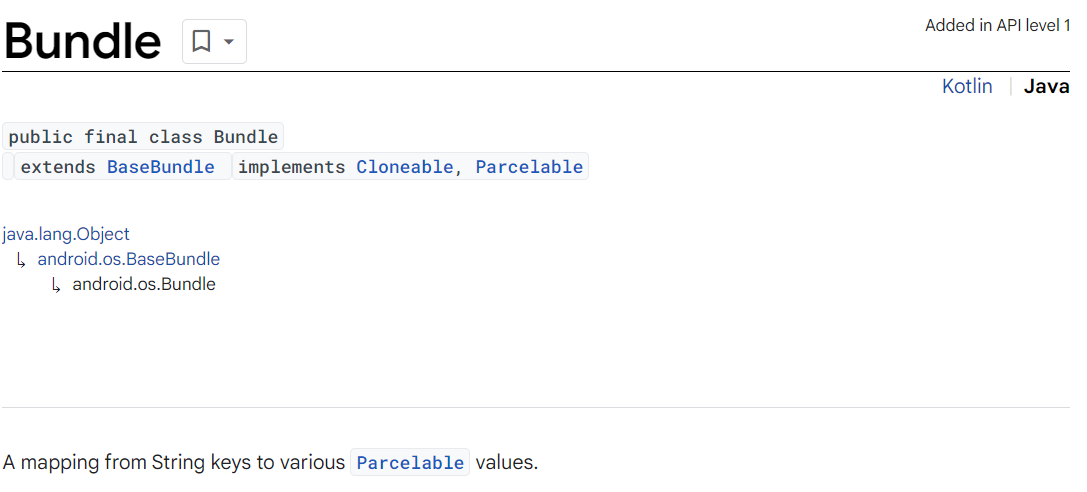 Bundle
Added in API level 1
Kotlin | Java
public final class Bundle
extends BaseBundle implements Cloneable, Parcelable
java.lang.Object
↳ android.os.BaseBundle
↳ android.os.Bundle
A mapping from String keys to various Parcelable values.